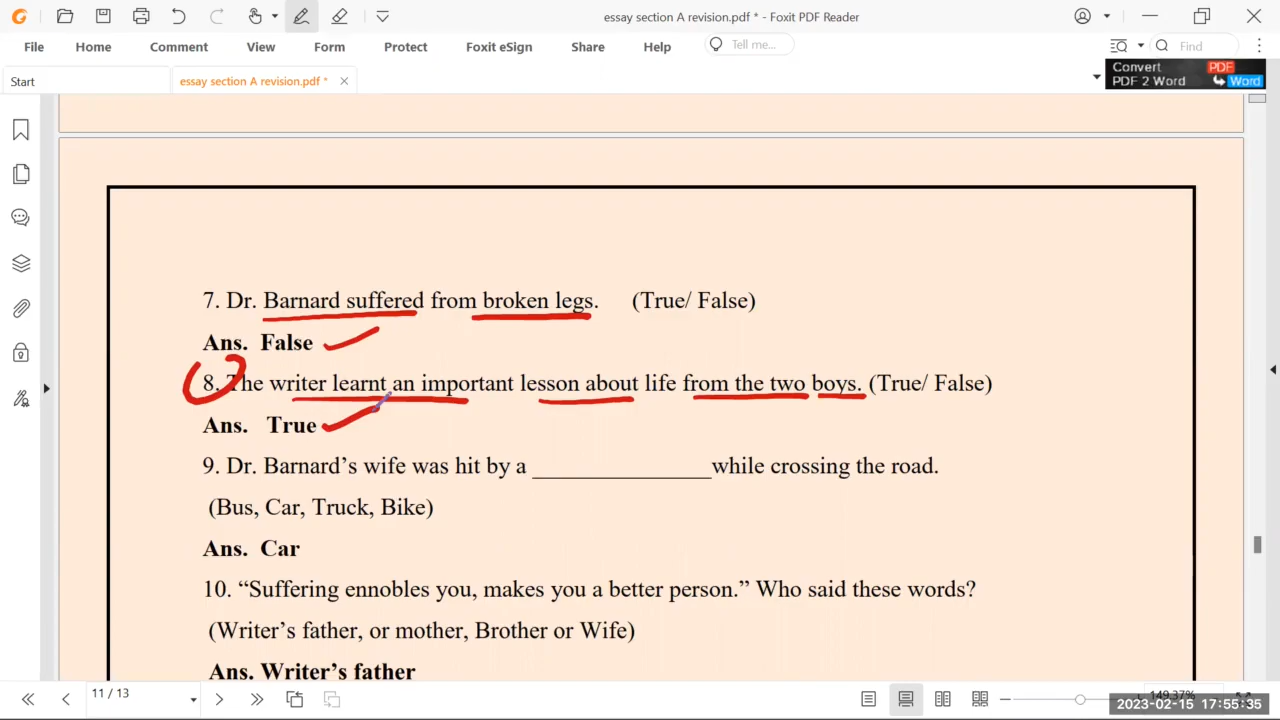 essay section A revision.pdf * - Foxit PDF Reader
File Home Comment View Form Protect Foxit eSign Share Help Tell me... Find
Start essay section A revision.pdf *
Convert PDF
PDF 2 Word Word
7. Dr. Barnard suffered from broken legs. (True/ False)
Ans. False
8. The writer learnt an important lesson about life from the two boys. (True/ False)
Ans. True
9. Dr. Barnard’s wife was hit by a _______________while crossing the road.
(Bus, Car, Truck, Bike)
Ans. Car
10. “Suffering ennobles you, makes you a better person.” Who said these words?
(Writer’s father, or mother, Brother or Wife)
Ans. Writer’s father
11 / 13 149.37%
2023-02-15 17:55:35